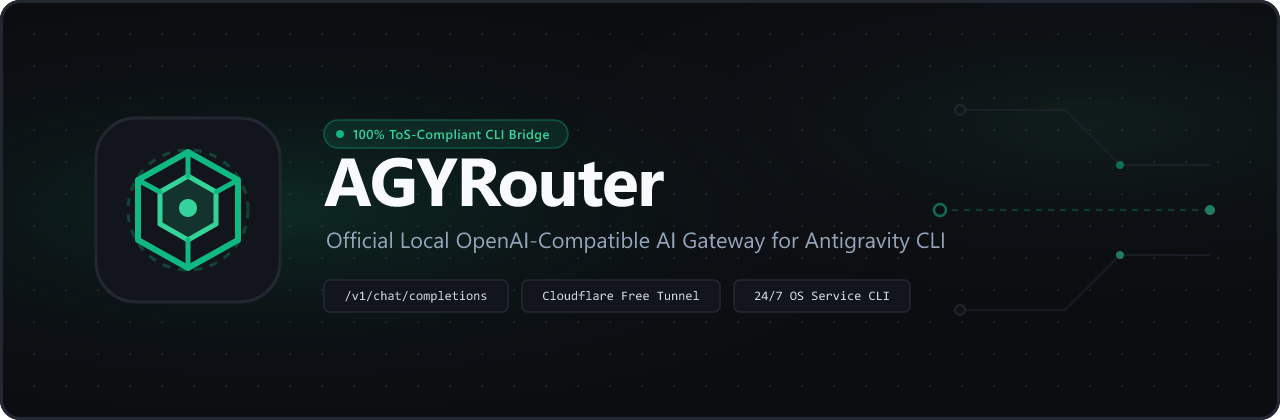 100% ToS-Compliant CLI Bridge
AGYRouter
Official Local OpenAI-Compatible AI Gateway for Antigravity CLI
/v1/chat/completions
Cloudflare Free Tunnel
24/7 OS Service CLI